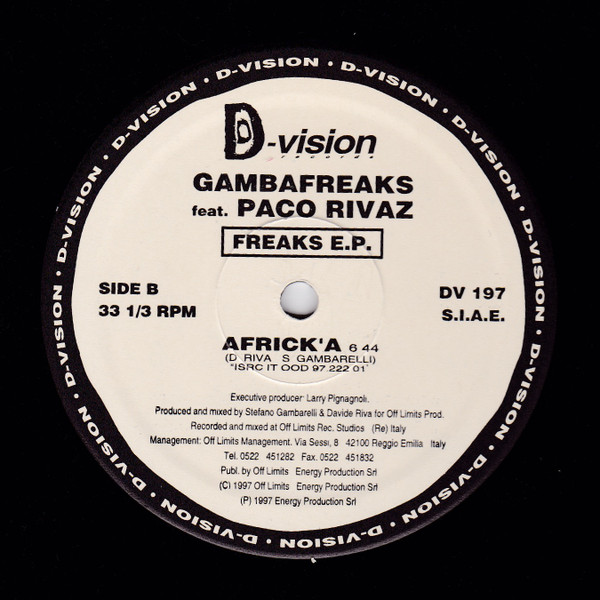 D-VISION • D-VISION • D-VISION • D-VISION • D-VISION • D-VISION • D-VISION • D-VISION • D-VISION • D-VISION • D-VISION • D-VISION •
D-vision
records
GAMBAFREAKS
feat. PACO RIVAZ
FREAKS E.P.
SIDE B
33 1/3 RPM
DV 197
S.I.A.E.
AFRICK'A 6 44
(D RIVA S GAMBARELLI)
"ISRC IT OOD 97 222 01"
Executive producer: Larry Pignagnoli.
Produced and mixed by Stefano Gambarelli & Davide Riva for Off Limits Prod.
Recorded and mixed at Off Limits Rec. Studios (Re) Italy
Management: Off Limits Management. Via Sessi, 8 42100 Reggio Emilia Italy
Tel. 0522 451282 Fax. 0522 451832
Publ. by Off Limits Energy Production Srl
(C) 1997 Off Limits Energy Production Srl
(P) 1997 Energy Production Srl